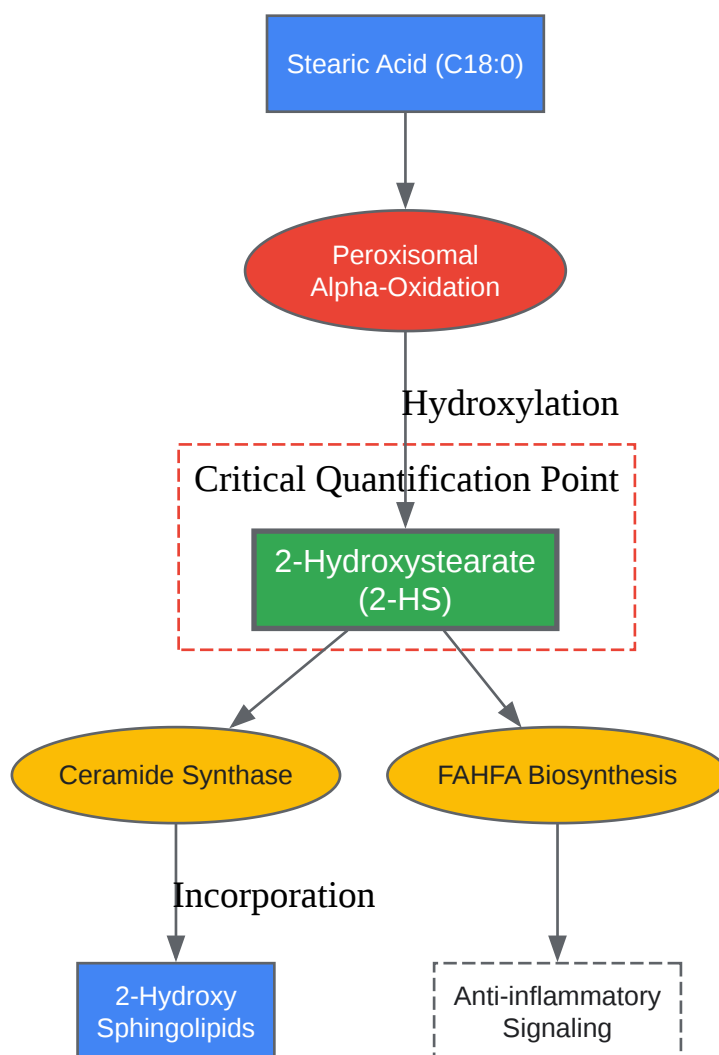 Stearic Acid (C18:0)
Peroxisomal
Alpha-Oxidation
Hydroxylation
Critical Quantification Point
2-Hydroxystearate
(2-HS)
Ceramide Synthase
FAHFA Biosynthesis
Incorporation
2-Hydroxy
Sphingolipids
Anti-inflammatory
Signaling